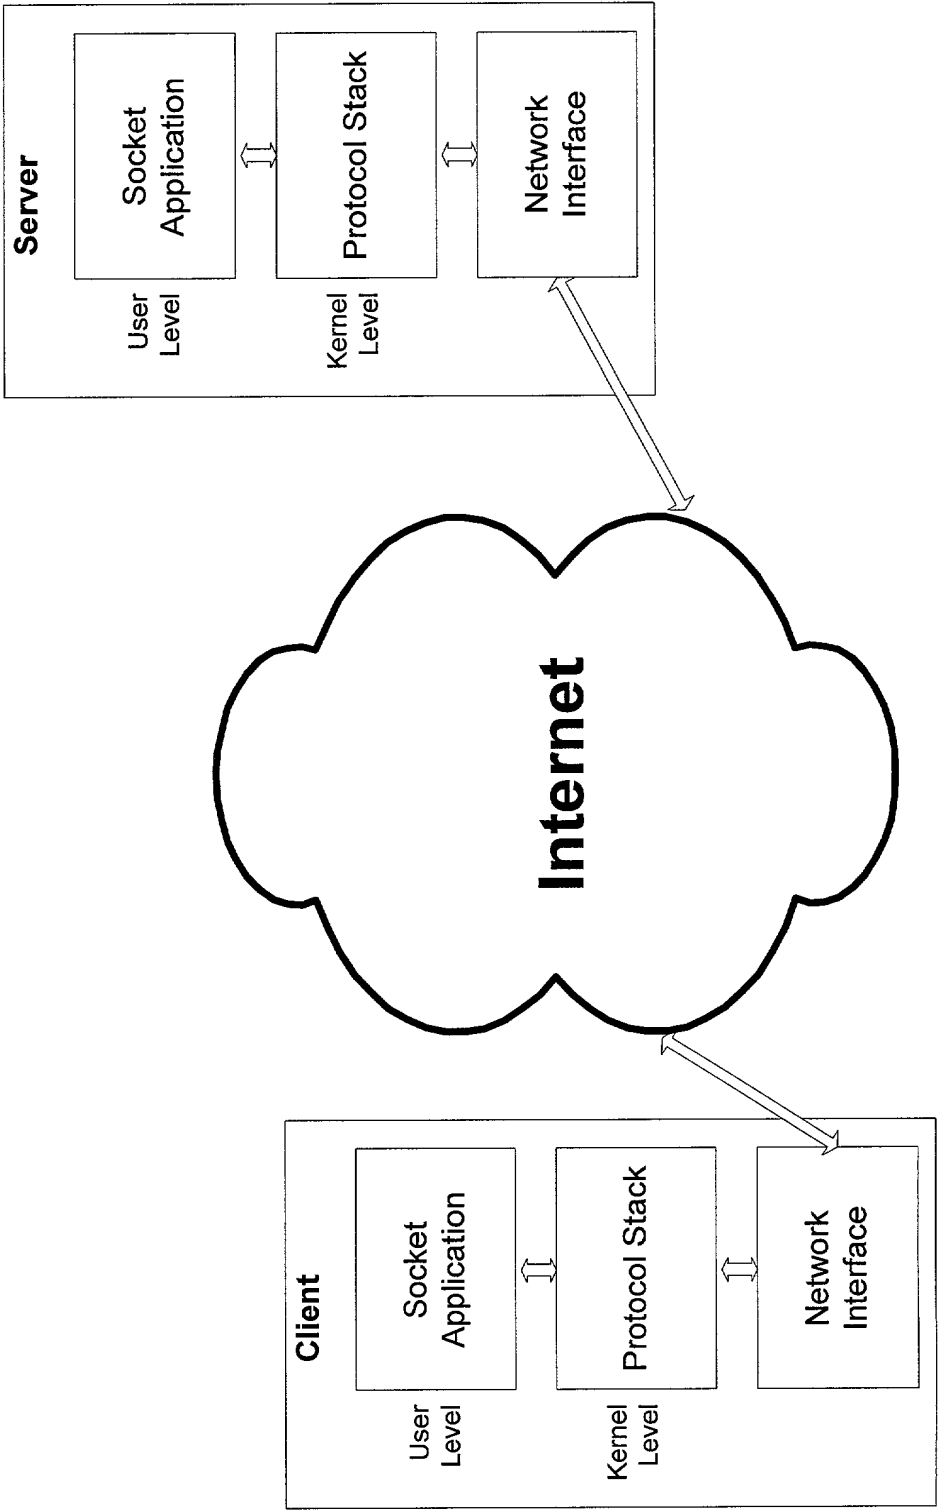 Client
User
Level
Socket
Application
Kernel
Level
Protocol Stack
Network
Interface
Internet
Server
User
Level
Socket
Application
Kernel
Level
Protocol Stack
Network
Interface